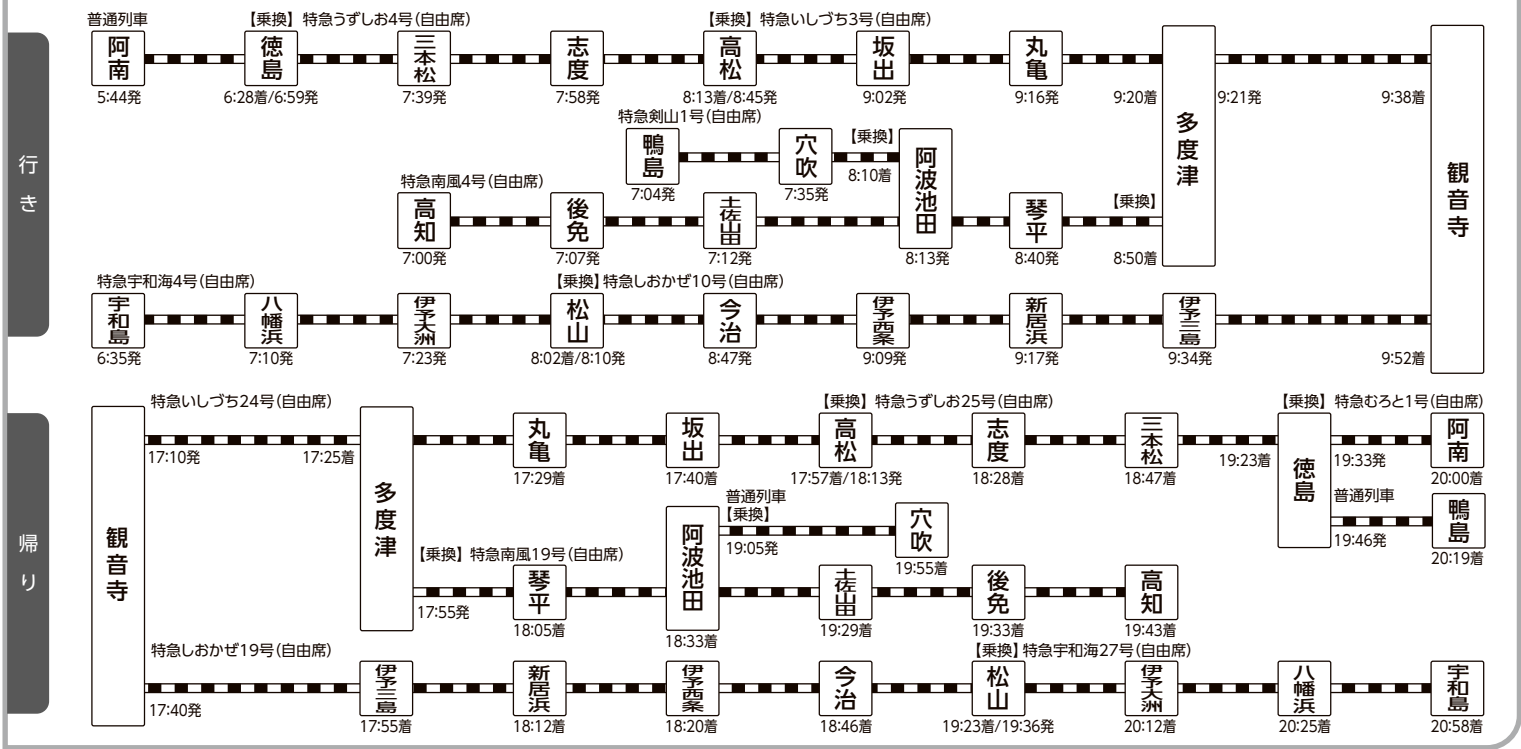 行き
普通列車
【乗換】特急うずしお4号(自由席)
【乗換】特急いしづち3号(自由席)
阿南
徳島
三本松
志度
高松
坂出
丸亀
多度津
観音寺
5:44発
6:28着/6:59発
7:39発
7:58発
8:13着/8:45発
9:02発
9:16発
9:20着
9:21発
9:38着
特急剣山1号(自由席)
鴨島
穴吹
【乗換】
阿波池田
7:04発
7:35発
8:10着
特急南風4号(自由席)
高知
後免
土佐山田
琴平
【乗換】
7:00発
7:07発
7:12発
8:13発
8:40発
8:50着
特急宇和海4号(自由席)
【乗換】特急しおかぜ10号(自由席)
宇和島
八幡浜
伊予大洲
松山
今治
伊予西条
新居浜
伊予三島
6:35発
7:10発
7:23発
8:02着/8:10発
8:47発
9:09発
9:17発
9:34発
9:52着
帰り
特急いしづち24号(自由席)
【乗換】特急うずしお25号(自由席)
【乗換】特急むろと1号(自由席)
観音寺
多度津
丸亀
坂出
高松
志度
三本松
徳島
阿南
17:10発
17:25着
17:29着
17:40着
17:57着/18:13発
18:28着
18:47着
19:23着
19:33発
20:00着
普通列車
【乗換】
阿波池田
穴吹
19:05発
19:55着
普通列車
鴨島
19:46発
20:19着
【乗換】特急南風19号(自由席)
琴平
土佐山田
後免
高知
17:55発
18:05着
18:33着
19:29着
19:33着
19:43着
特急しおかぜ19号(自由席)
【乗換】特急宇和海27号(自由席)
伊予三島
新居浜
伊予西条
今治
松山
伊予大洲
八幡浜
宇和島
17:40発
17:55着
18:12着
18:20着
18:46着
19:23着/19:36発
20:12着
20:25着
20:58着